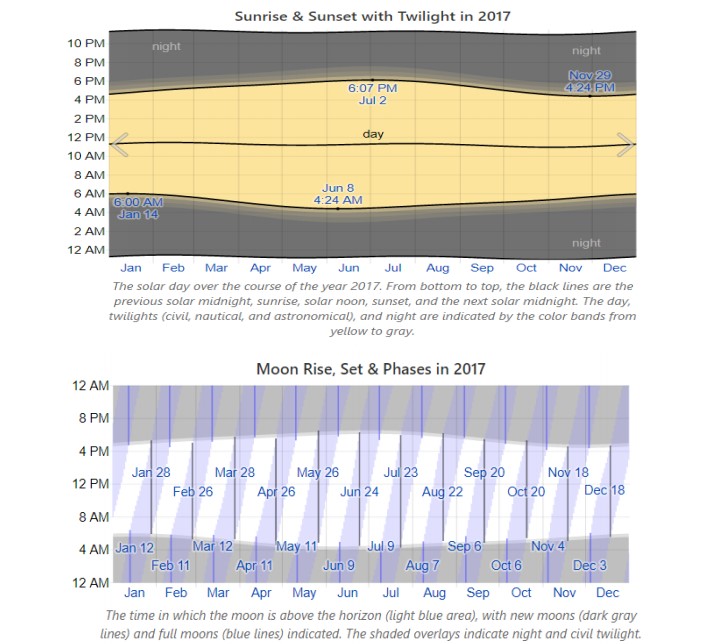 Sunrise & Sunset with Twilight in 2017
10 PM
8 PM
6 PM
4 PM
2 PM
12 PM
10 AM
8 AM
6 AM
4 AM
2 AM
12 AM
night
night
Nov 29
4:24 PM
6:07 PM
Jul 2
day
Jun 8
4:24 AM
6:00 AM
Jan 14
night
Jan Feb Mar Apr May Jun Jul Aug Sep Oct Nov Dec
The solar day over the course of the year 2017. From bottom to top, the black lines are the
previous solar midnight, sunrise, solar noon, sunset, and the next solar midnight. The day,
twilights (civil, nautical, and astronomical), and night are indicated by the color bands from
yellow to gray.
Moon Rise, Set & Phases in 2017
12 AM
8 PM
4 PM
12 PM
8 AM
4 AM
12 AM
Jan 28 Mar 28 May 26 Jul 23 Sep 20 Nov 18
Feb 26 Apr 26 Jun 24 Aug 22 Oct 20 Dec 18
Jan 12 Mar 12 May 11 Jul 9 Sep 6 Nov 4
Feb 11 Apr 11 Jun 9 Aug 7 Oct 6 Dec 3
Jan Feb Mar Apr May Jun Jul Aug Sep Oct Nov Dec
The time in which the moon is above the horizon (light blue area), with new moons (dark gray
lines) and full moons (blue lines) indicated. The shaded overlays indicate night and civil twilight.